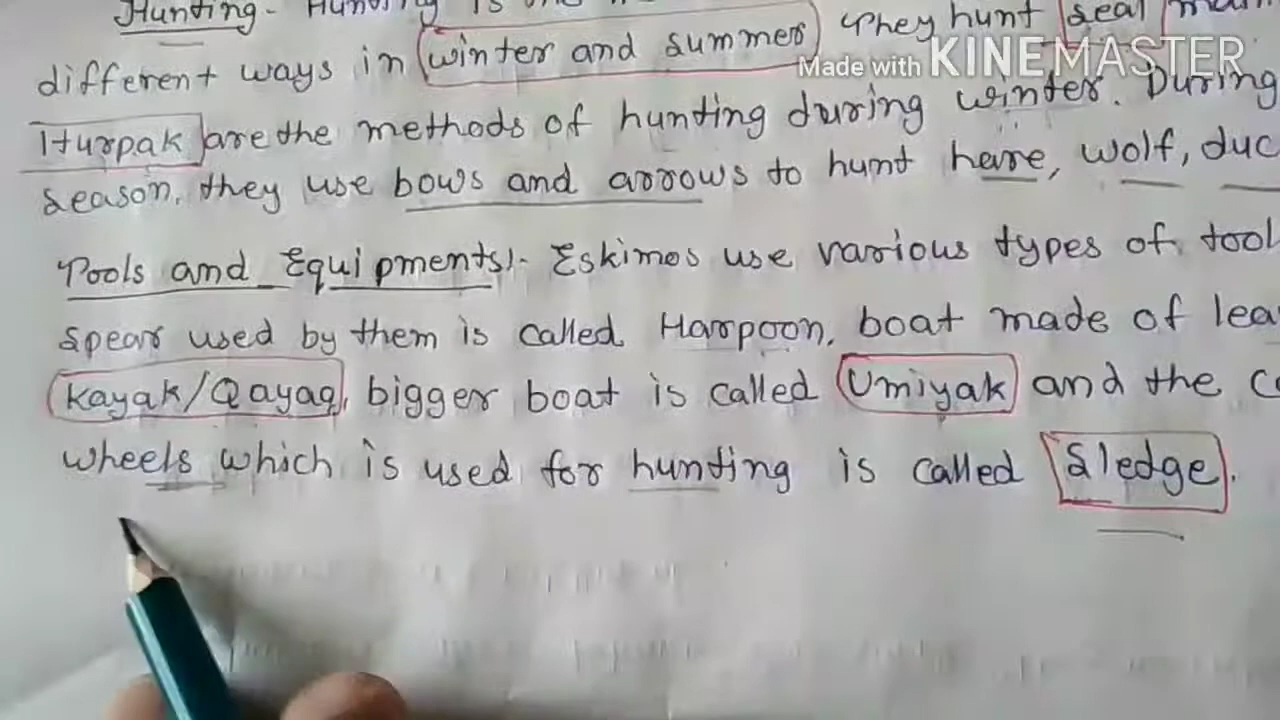 Hunting - Hunting is
different ways in winter and summer They hunt seal
Made with KINEMASTER
Iturpak are the methods of hunting during winter. During
season, they use bows and arrows to hunt hare, wolf, duc
Tools and Equipments:- Eskimos use various types of tool
spear used by them is called Harpoon, boat made of lea
Kayak/Qayaq, bigger boat is called Umiyak and the c
wheels which is used for hunting is called Sledge.